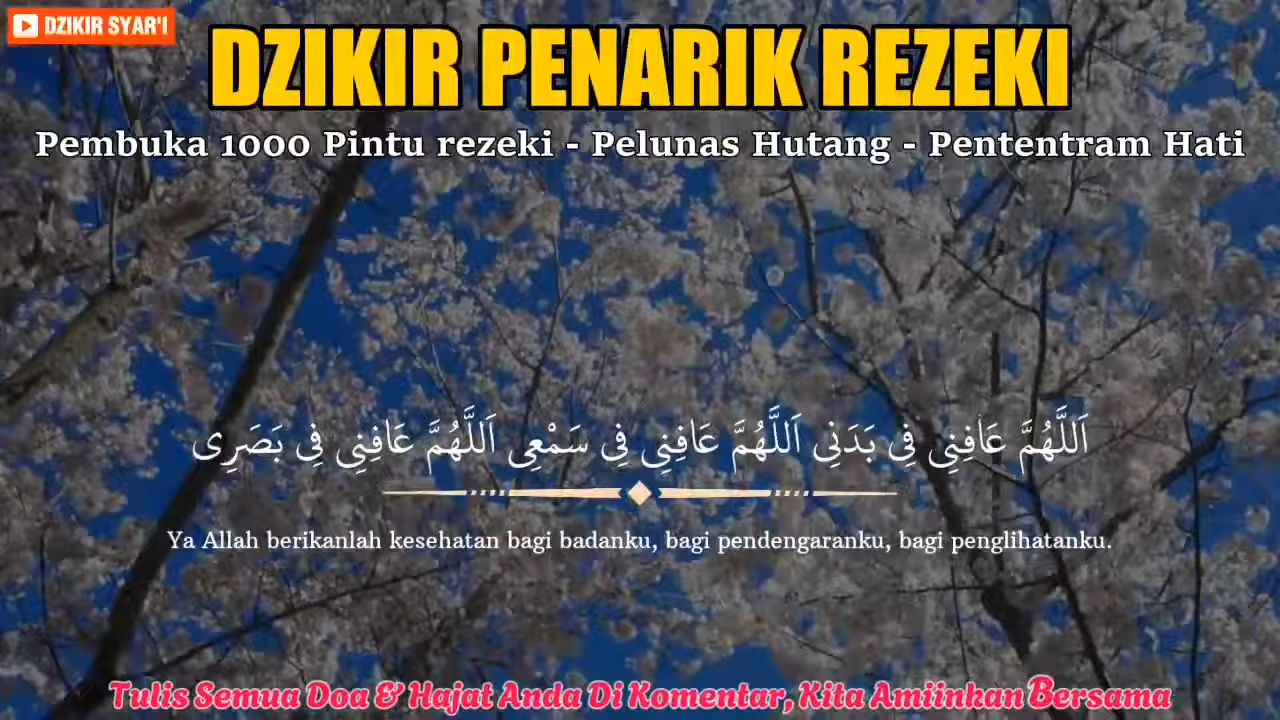 DZIKIR SYAR'I
DZIKIR PENARIK REZEKI
Pembuka 1000 Pintu rezeki - Pelunas Hutang - Pententram Hati
اَللَّهُمَّ عَافِنِي فِي بَدَنِي اَللَّهُمَّ عَافِنِي فِي سَمْعِي اَللَّهُمَّ عَافِنِي فِي بَصَرِي
Ya Allah berikanlah kesehatan bagi badanku, bagi pendengaranku, bagi penglihatanku.
Tulis Semua Doa & Hajat Anda Di Komentar, Kita Amiinkan Bersama